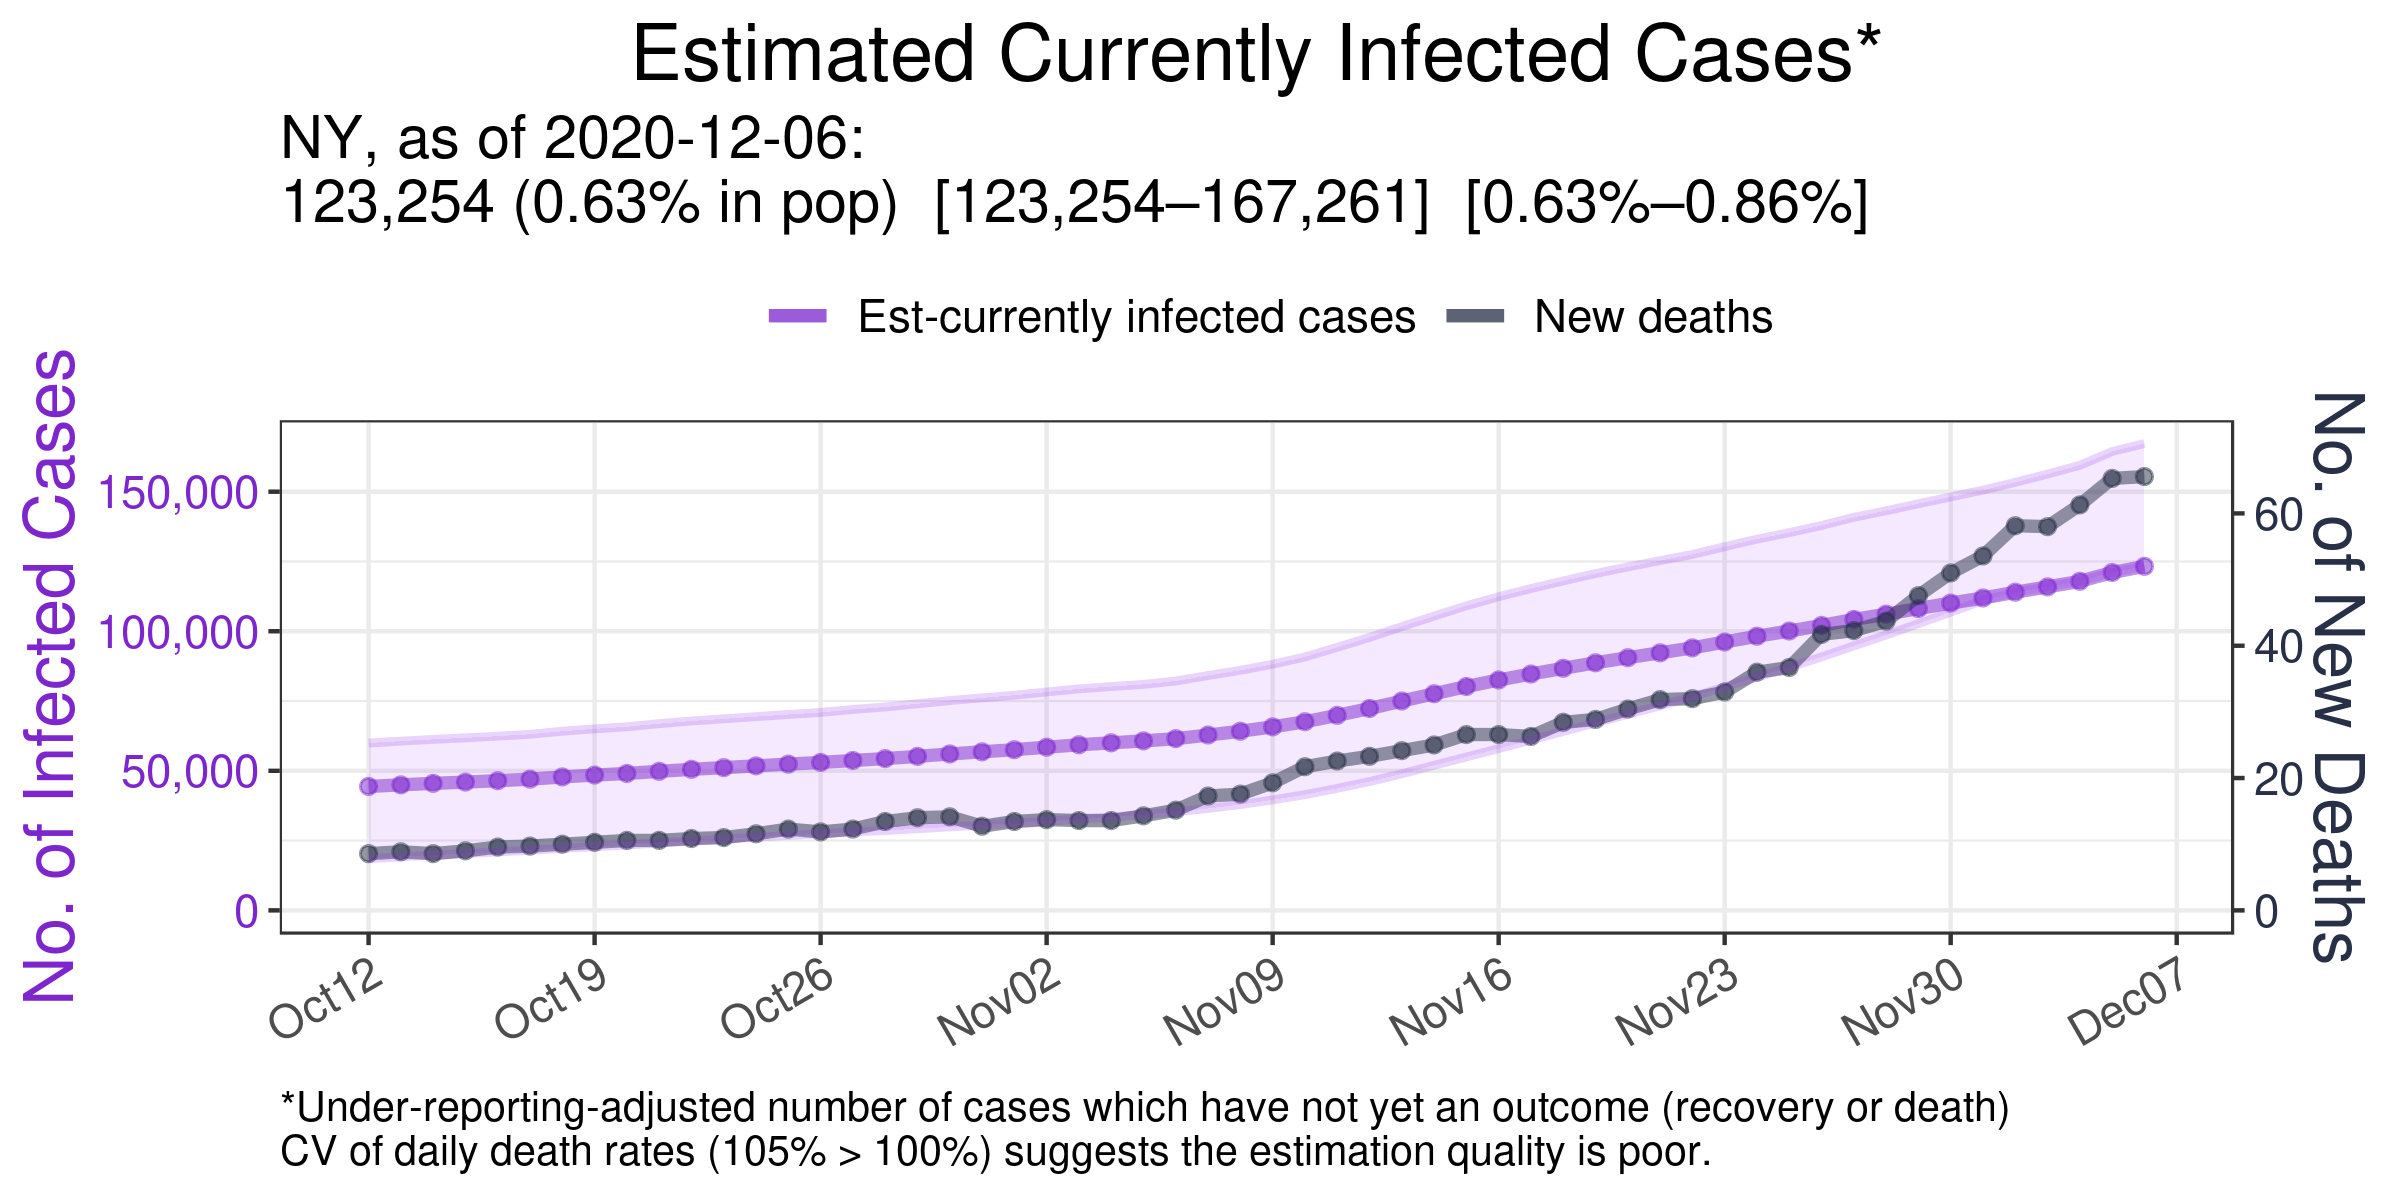 Estimated Currently Infected Cases*
NY, as of 2020-12-06:
123,254 (0.63% in pop)  [123,254–167,261]  [0.63%–0.86%]
Est-currently infected cases
New deaths
No. of Infected Cases
150,000
100,000
50,000
0
60
40
20
0
No. of New Deaths
Oct12
Oct19
Oct26
Nov02
Nov09
Nov16
Nov23
Nov30
Dec07
*Under-reporting-adjusted number of cases which have not yet an outcome (recovery or death)
CV of daily death rates (105% > 100%) suggests the estimation quality is poor.